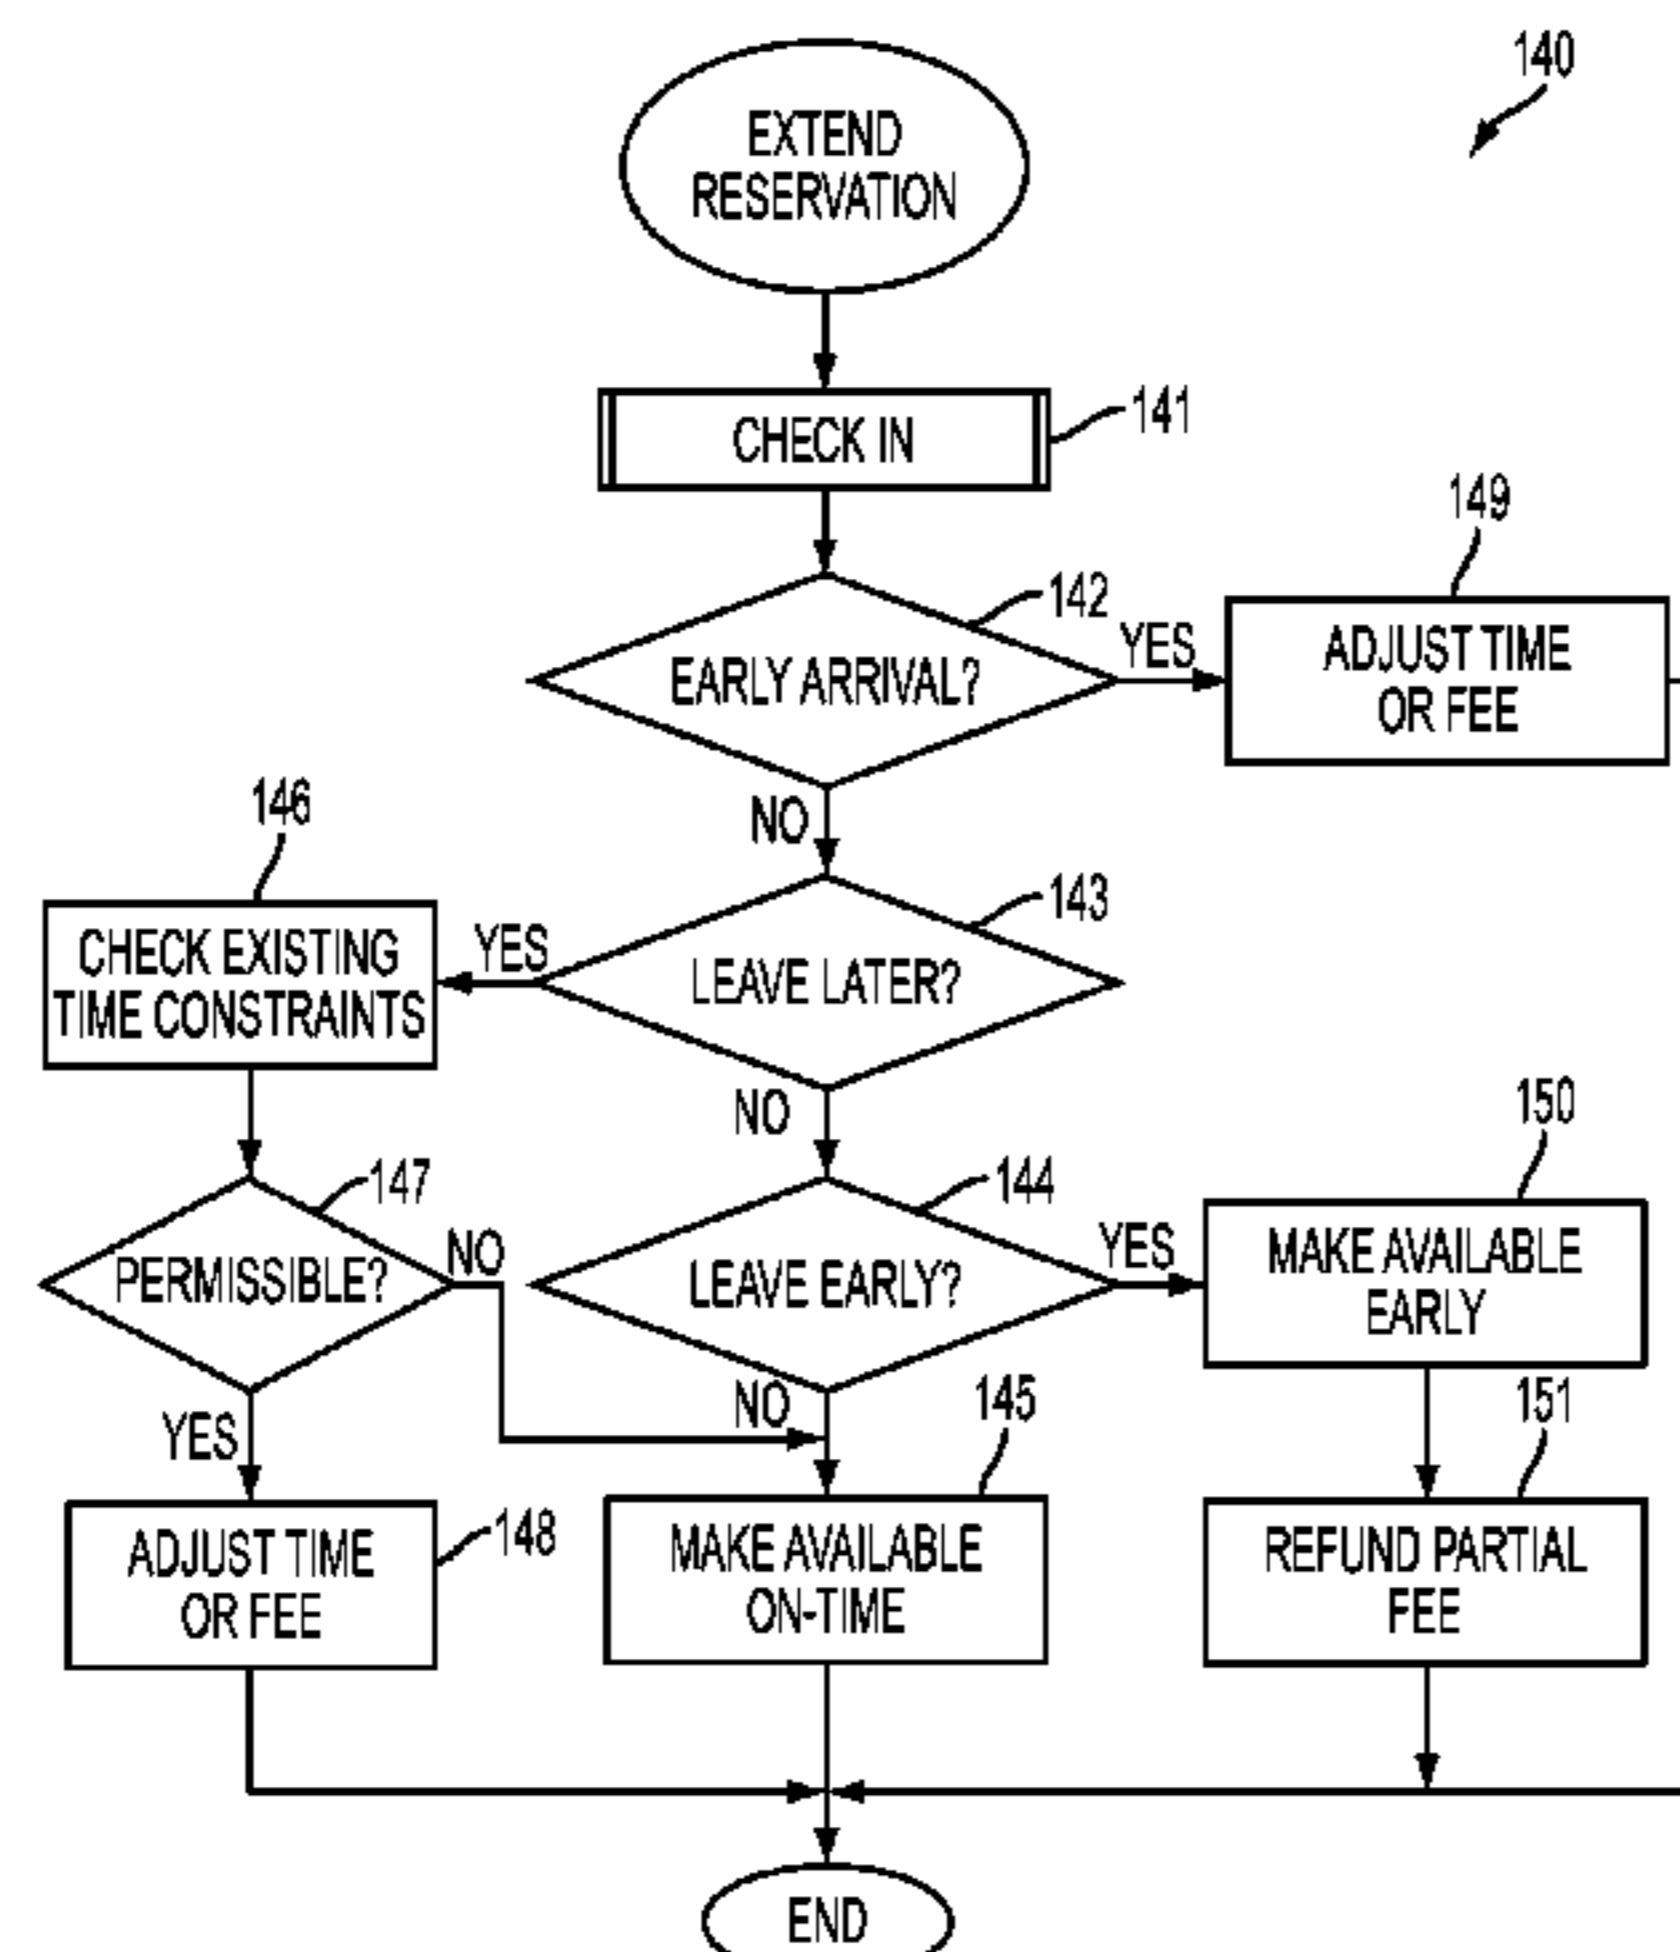 140
EXTEND
RESERVATION
CHECK IN
141
149
142
YES
EARLY ARRIVAL?
ADJUST TIME
OR FEE
NO
146
143
CHECK EXISTING
TIME CONSTRAINTS
YES
LEAVE LATER?
NO
150
147
144
PERMISSIBLE?
NO
LEAVE EARLY?
YES
MAKE AVAILABLE
EARLY
YES
NO
145
151
ADJUST TIME
OR FEE
148
MAKE AVAILABLE
ON-TIME
REFUND PARTIAL
FEE
END